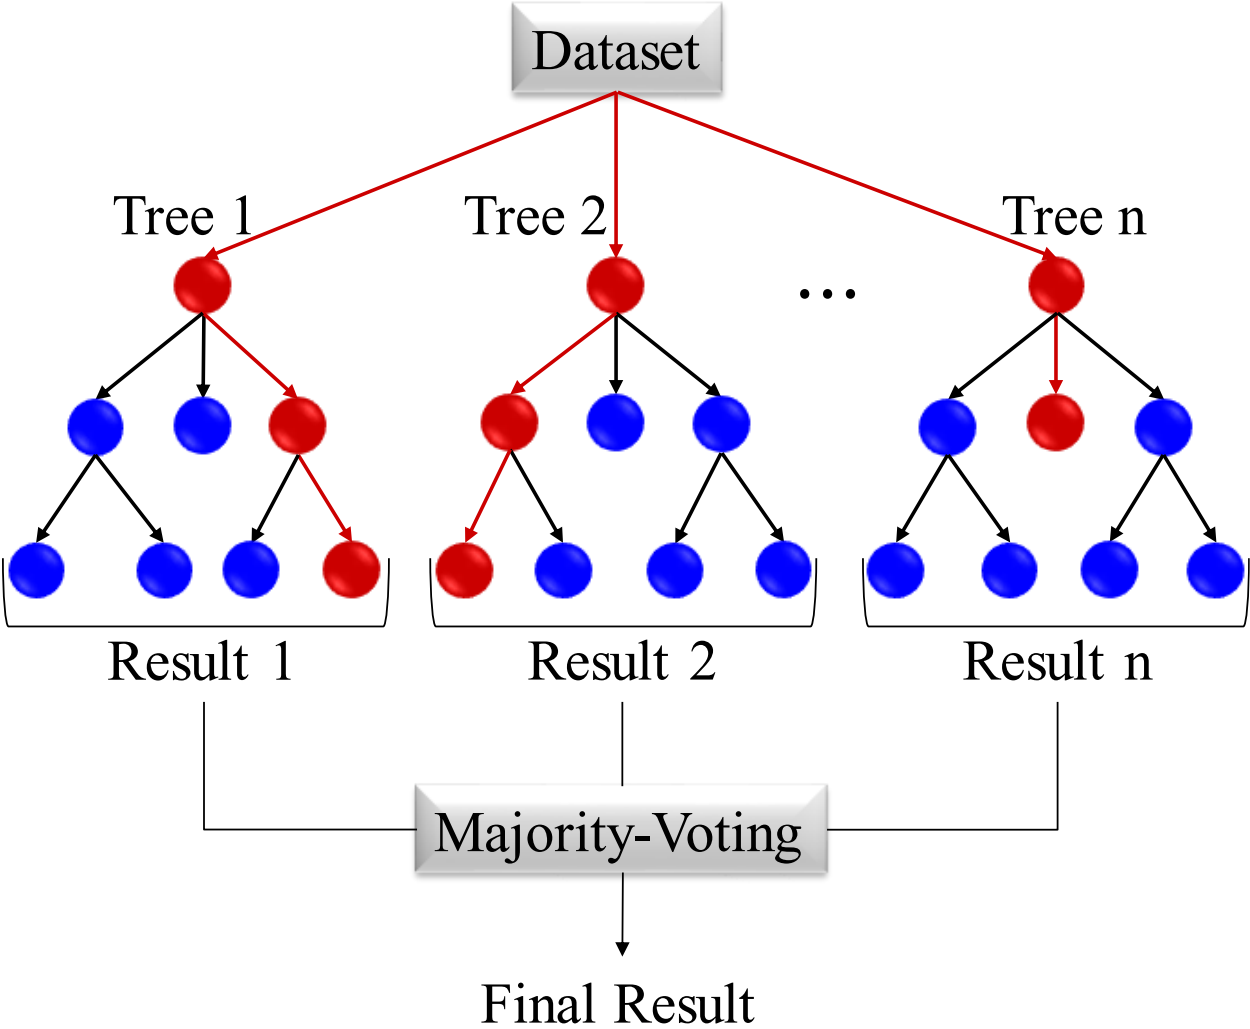 Dataset
Tree 1
Tree 2
Tree n
...
Result 1
Result 2
Result n
Majority-Voting
Final Result